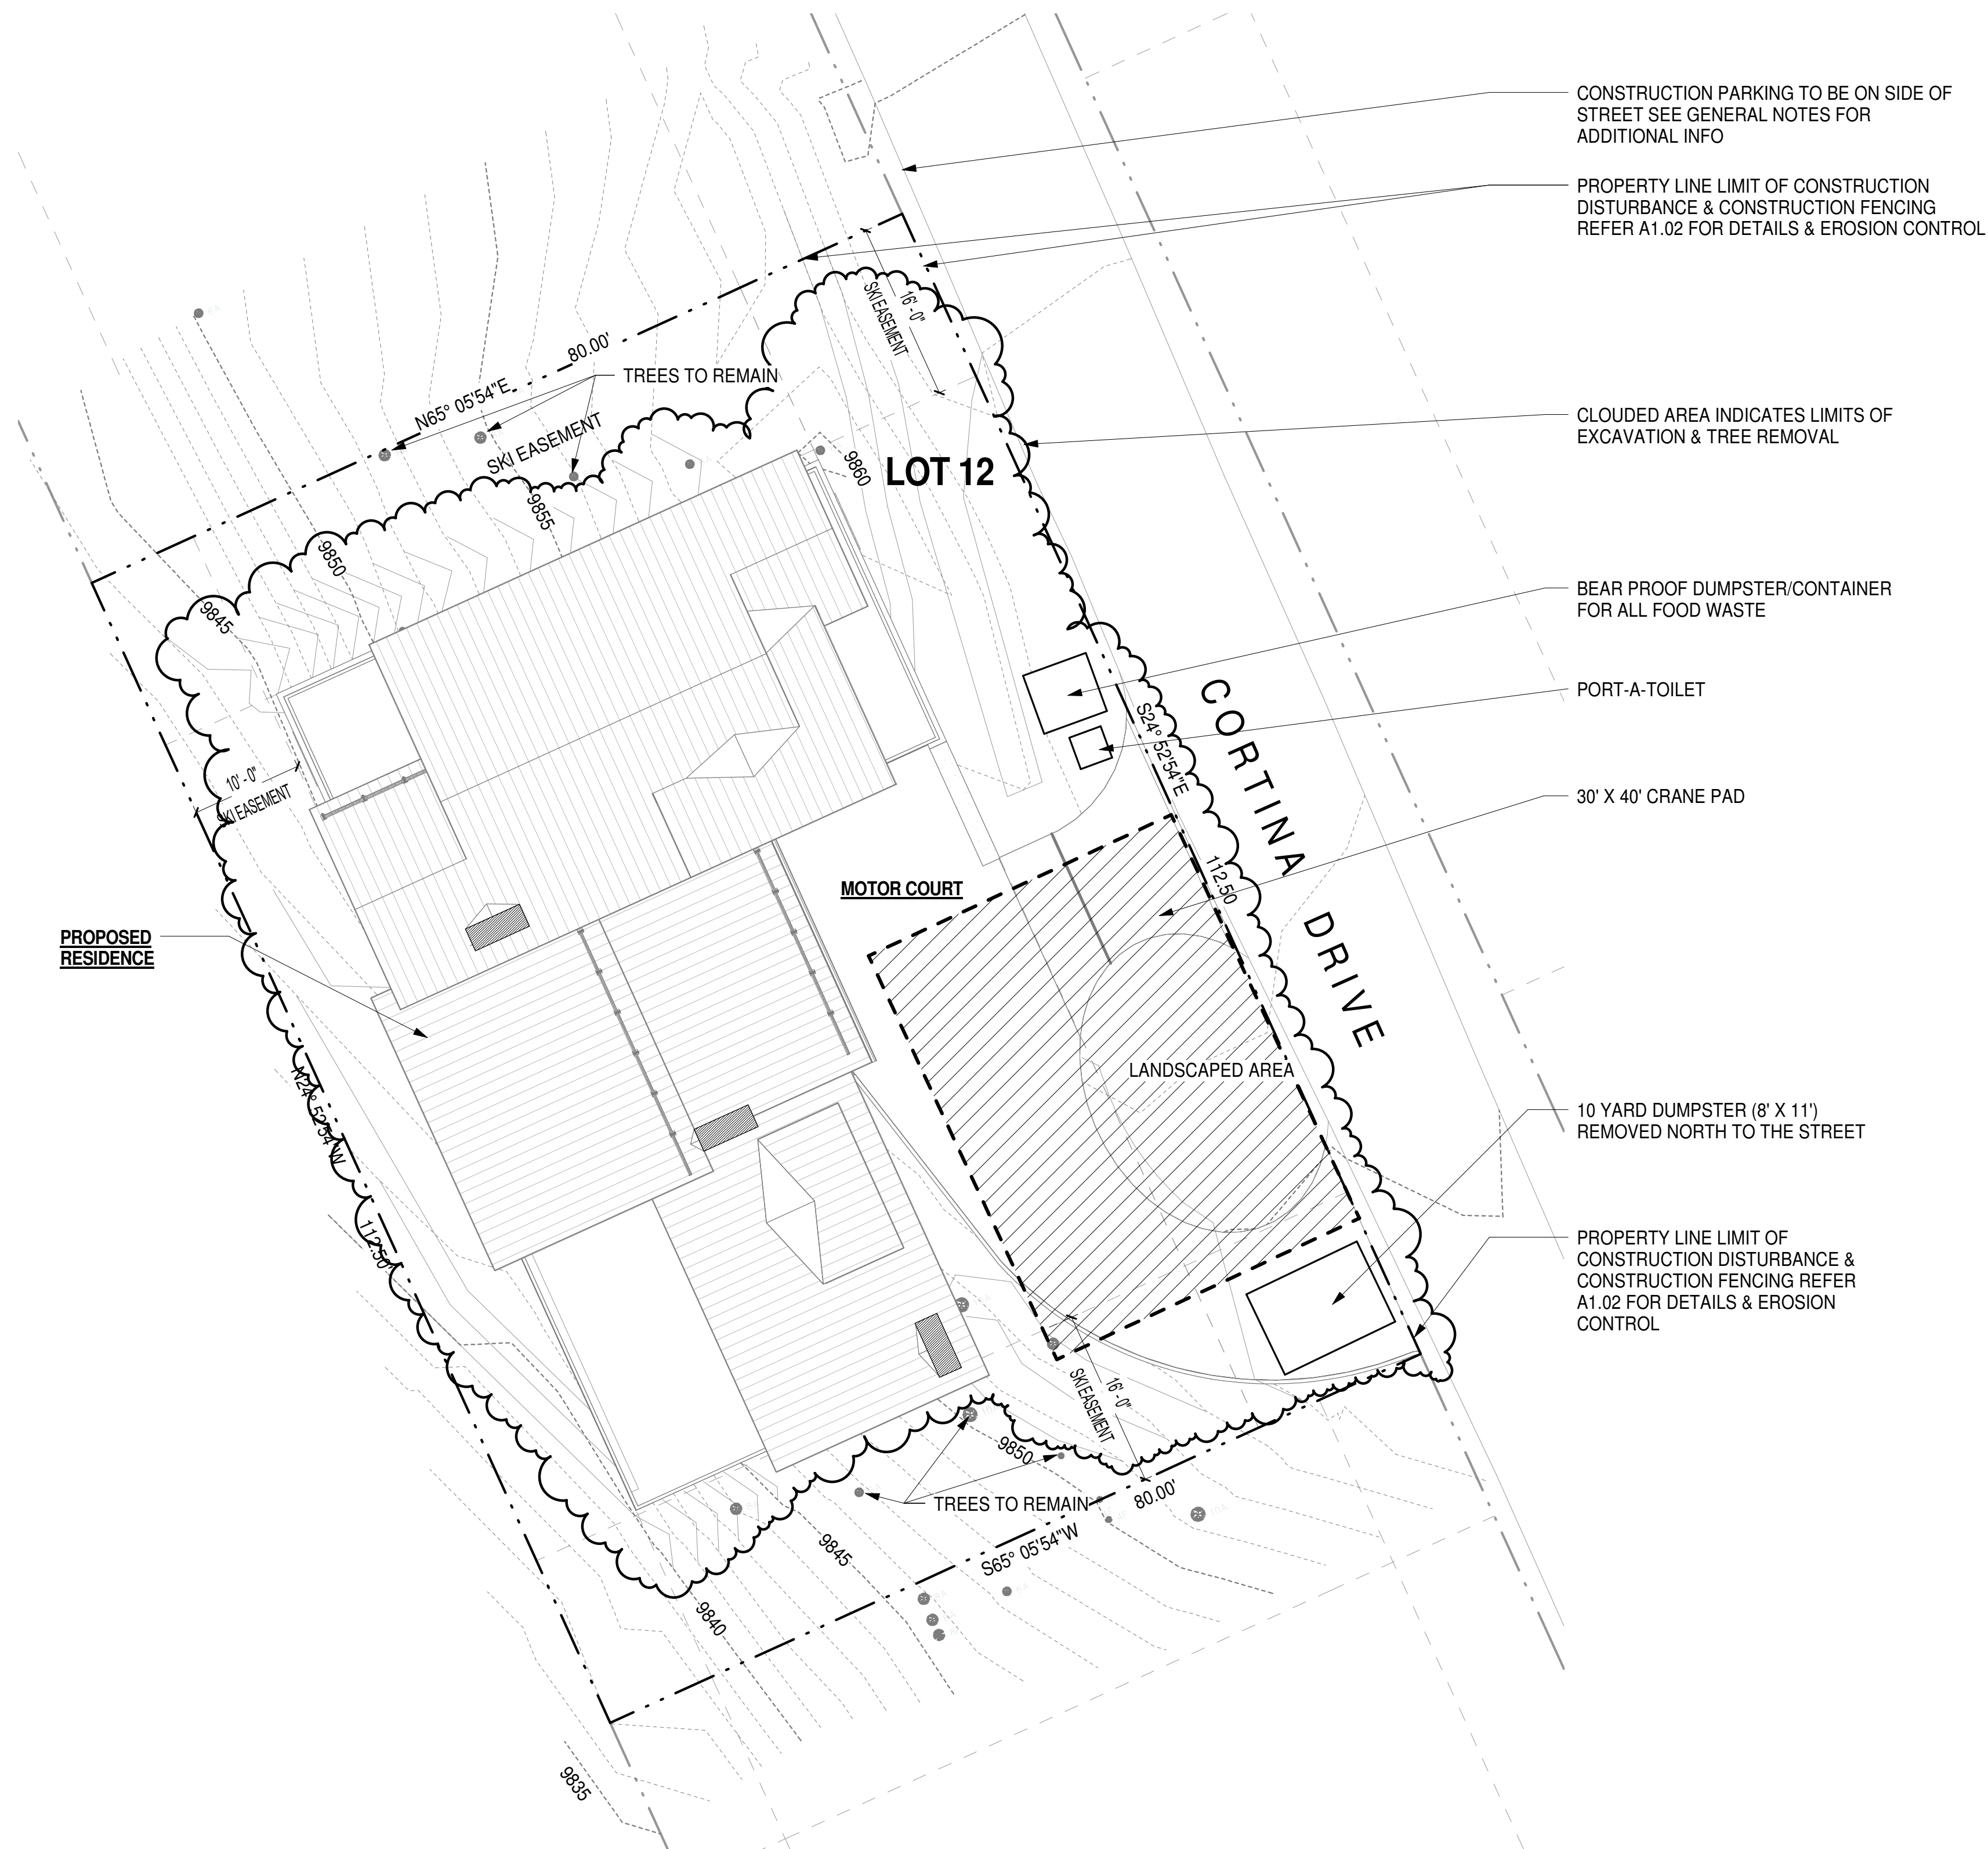 CONSTRUCTION PARKING TO BE ON SIDE OF
STREET SEE GENERAL NOTES FOR
ADDITIONAL INFO
PROPERTY LINE LIMIT OF CONSTRUCTION
DISTURBANCE & CONSTRUCTION FENCING
REFER A1.02 FOR DETAILS & EROSION CONTROL
16' - 0"
SKI EASEMENT
80.00'
N65° 05'54"E
TREES TO REMAIN
SKI EASEMENT
CLOUDED AREA INDICATES LIMITS OF
EXCAVATION & TREE REMOVAL
LOT 12
9860
9855
9850
9845
BEAR PROOF DUMPSTER/CONTAINER
FOR ALL FOOD WASTE
PORT-A-TOILET
S24° 52'54"E
CORTINA DRIVE
10' - 0"
SKI EASEMENT
30' X 40' CRANE PAD
112.50
MOTOR COURT
PROPOSED
RESIDENCE
LANDSCAPED AREA
N24° 52'54"W
112.50'
10 YARD DUMPSTER (8' X 11')
REMOVED NORTH TO THE STREET
PROPERTY LINE LIMIT OF
CONSTRUCTION DISTURBANCE &
CONSTRUCTION FENCING REFER
A1.02 FOR DETAILS & EROSION
CONTROL
16' - 0"
SKI EASEMENT
9850
TREES TO REMAIN
80.00'
S65° 05'54"W
9845
9840
9835